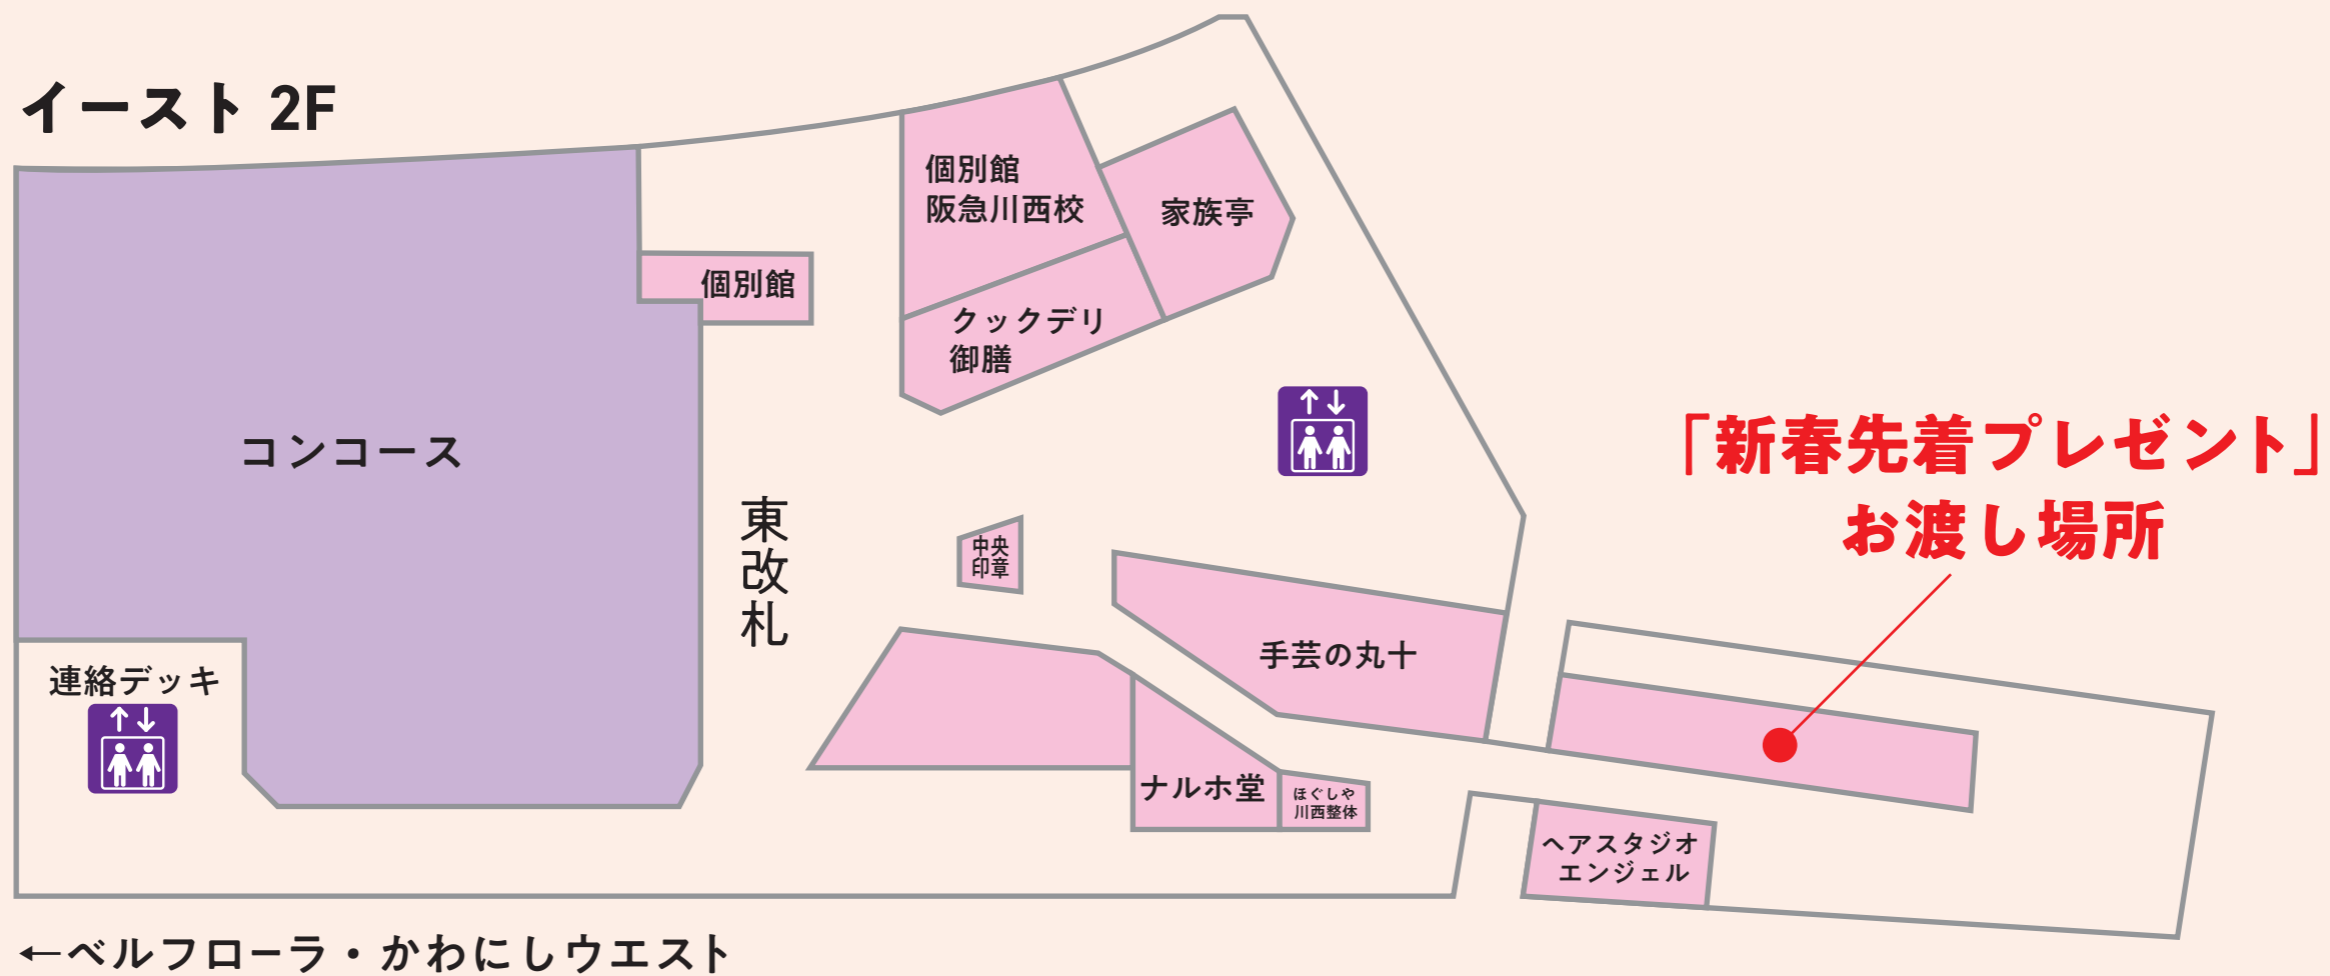 イースト 2F
個別館
阪急川西校
家族亭
個別館
クックデリ
御膳
コンコース
「新春先着プレゼント」
お渡し場所
東改札
中央
印章
手芸の丸十
連絡デッキ
ナルホ堂
ほぐしや
川西整体
ヘアスタジオ
エンジェル
←ベルフローラ・かわにしウエスト